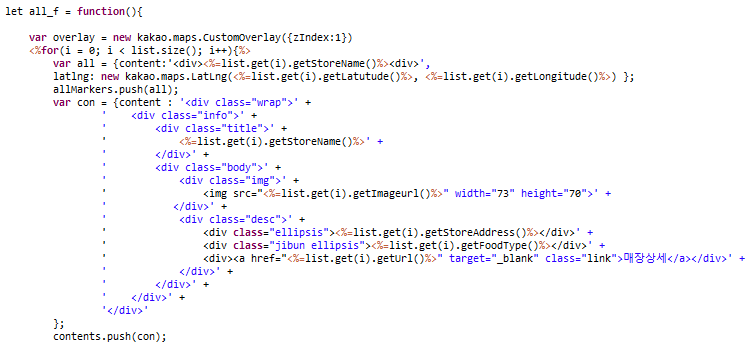 let all_f = function(){
var overlay = new kakao.maps.CustomOverlay({zIndex:1})
<%for(i = 0; i < list.size(); i++){%>
var all = {content:'<div><%=list.get(i).getStoreName()%><div>',
latlng: new kakao.maps.LatLng(<%=list.get(i).getLatutude()%>, <%=list.get(i).getLongitude()%>) };
allMarkers.push(all);
var con = {content : '<div class="wrap">' +
'    <div class="info">' +
'        <div class="title">' +
'            <%=list.get(i).getStoreName()%>' +
'        </div>' +
'        <div class="body">' +
'            <div class="img">' +
'                <img src="<%=list.get(i).getImageurl()%>" width="73" height="70">' +
'           </div>' +
'            <div class="desc">' +
'                <div class="ellipsis"><%=list.get(i).getStoreAddress()%></div>' +
'                <div class="jibun ellipsis"><%=list.get(i).getFoodType()%></div>' +
'                <div><a href="<%=list.get(i).getUrl()%>" target="_blank" class="link">매장상세</a></div>' +
'            </div>' +
'        </div>' +
'    </div>' +
'</div>'
};
contents.push(con);